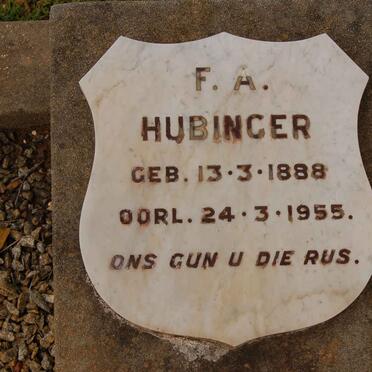 F. A.
HUBINGER
GEB. 13·3·1888
OORL. 24·3·1955.
ONS GUN U DIE RUS.